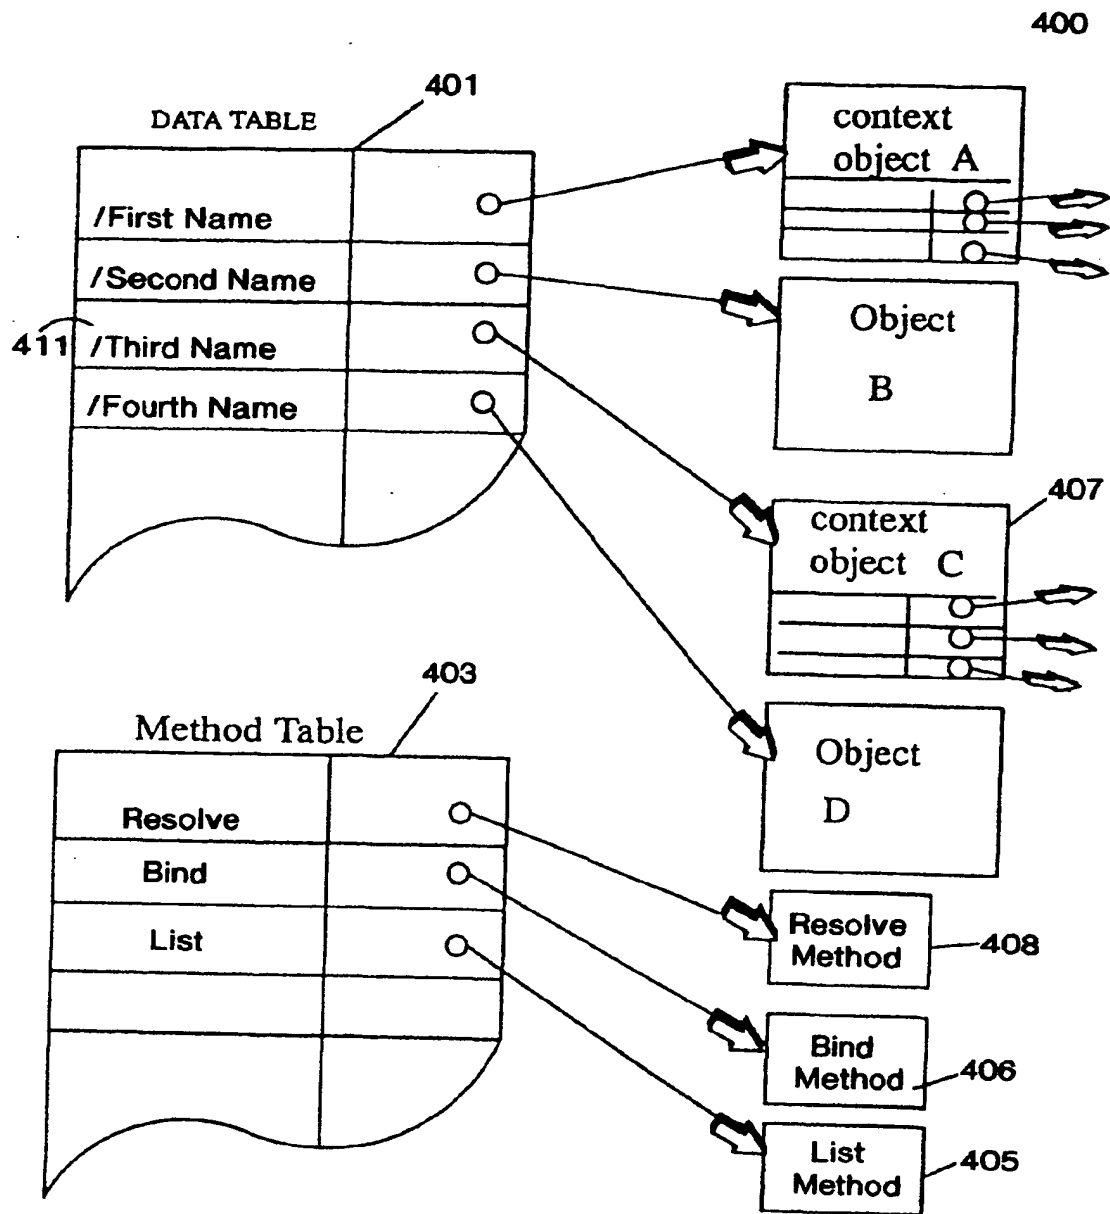 400
401
DATA TABLE
context
object A
/First Name
/Second Name
Object
B
411
/Third Name
/Fourth Name
407
context
object C
403
Method Table
Object
D
Resolve
Bind
List
Resolve
Method
408
Bind
Method
406
List
Method
405